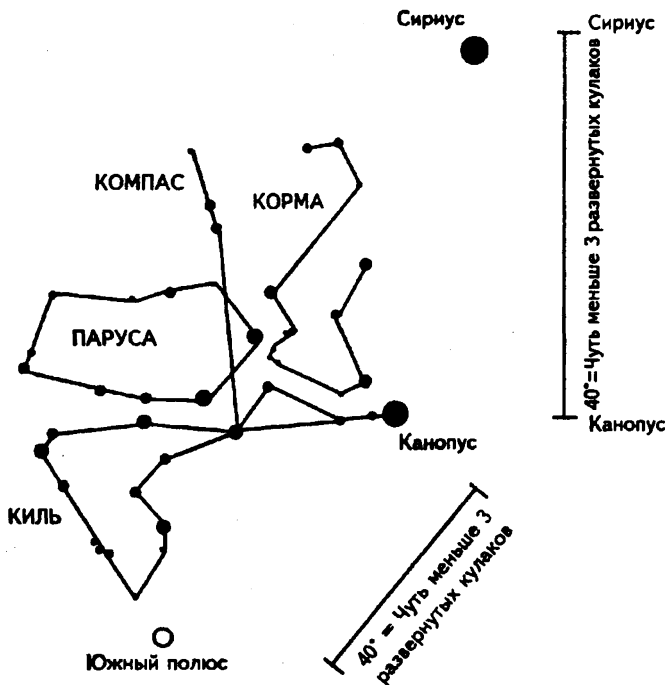 Сириус
Сириус
КОМПАС
КОРМА
40°=Чуть меньше 3 развернутых кулаков
ПАРУСА
Канопус
Канопус
КИЛЬ
40° = Чуть меньше 3
развернутых кулаков
Южный полюс